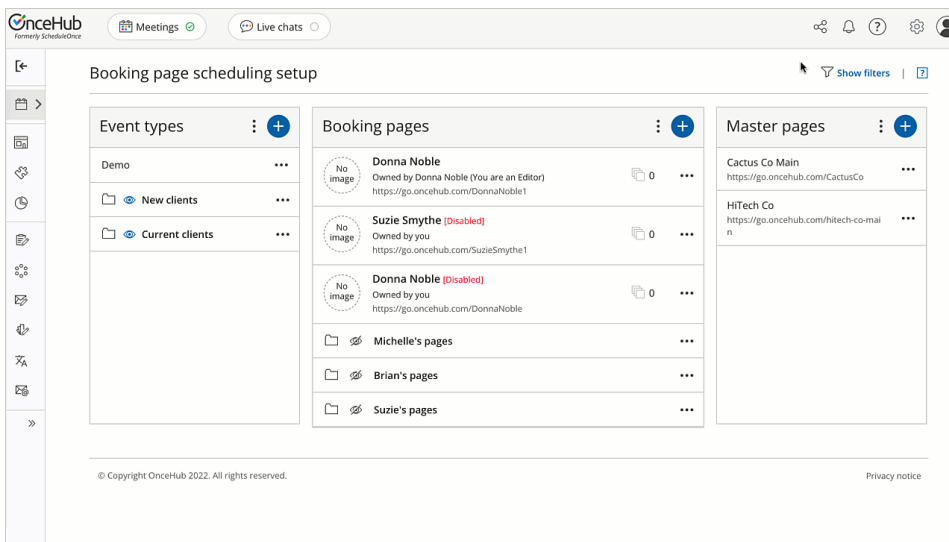 OnceHub
Formerly ScheduleOnce
Meetings
Live chats
?
Booking page scheduling setup
Show filters | ?
Event types
Demo
New clients
Current clients
Booking pages
No image
Donna Noble
Owned by Donna Noble (You are an Editor)
https://go.oncehub.com/DonnaNoble1
0
No image
Suzie Smythe [Disabled]
Owned by you
https://go.oncehub.com/SuzieSmythe1
0
No image
Donna Noble [Disabled]
Owned by you
https://go.oncehub.com/DonnaNoble
0
Michelle's pages
Brian's pages
Suzie's pages
Master pages
Cactus Co Main
https://go.oncehub.com/CactusCo
HiTech Co
https://go.oncehub.com/hitech-co-mai
n
© Copyright OnceHub 2022. All rights reserved.
Privacy notice